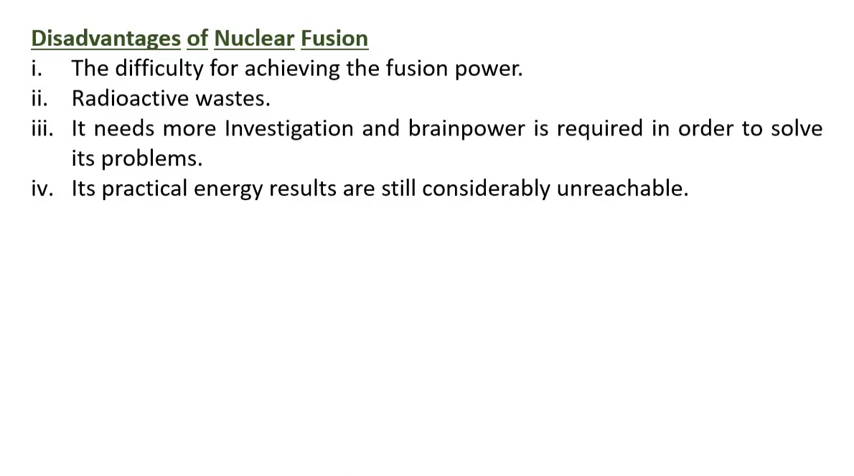 Disadvantages of Nuclear Fusion
i. The difficulty for achieving the fusion power.
ii. Radioactive wastes.
iii. It needs more Investigation and brainpower is required in order to solve
its problems.
iv. Its practical energy results are still considerably unreachable.